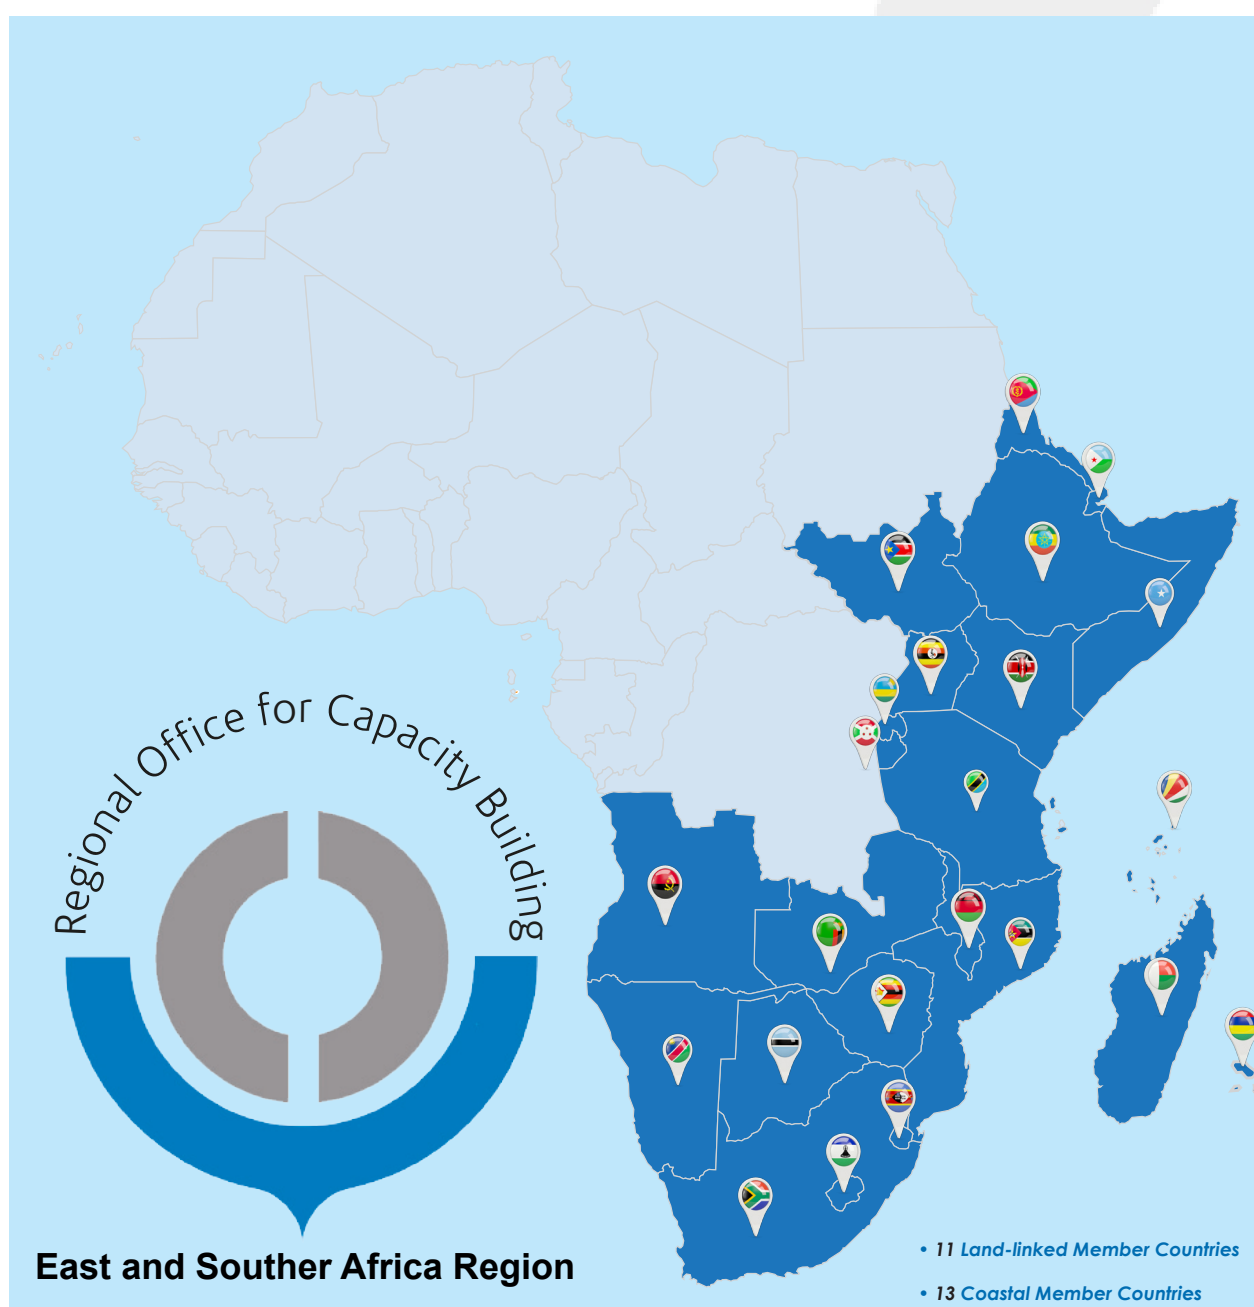 Regional Office for Capacity Building
East and Souther Africa Region
• 11 Land-linked Member Countries
• 13 Coastal Member Countries